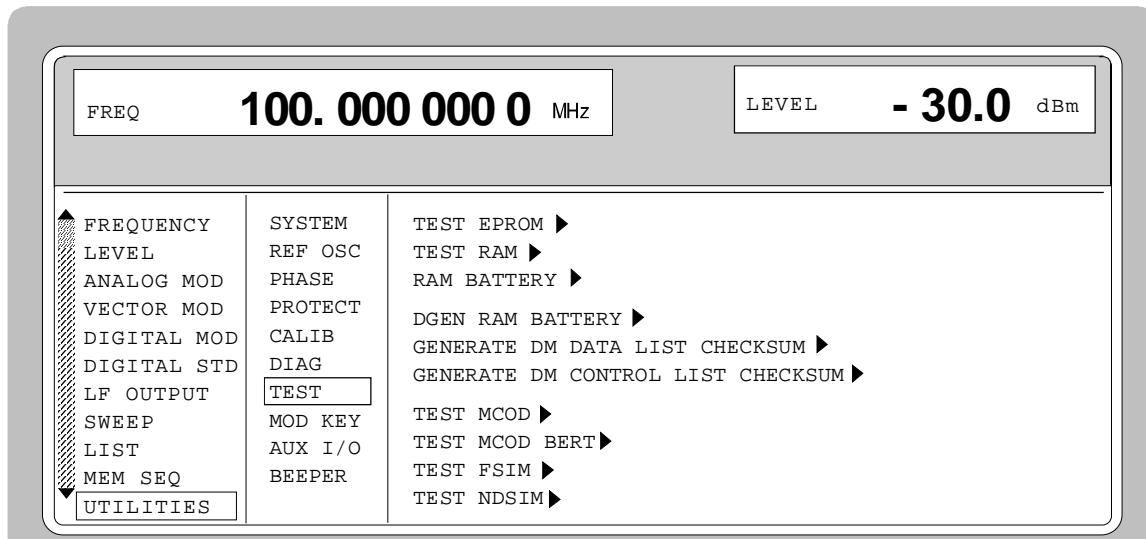 FREQ 100. 000 000 0 MHz
LEVEL - 30.0 dBm
FREQUENCY
LEVEL
ANALOG MOD
VECTOR MOD
DIGITAL MOD
DIGITAL STD
LF OUTPUT
SWEEP
LIST
MEM SEQ
UTILITIES
SYSTEM
REF OSC
PHASE
PROTECT
CALIB
DIAG
TEST
MOD KEY
AUX I/O
BEEPER
TEST EPROM
TEST RAM
RAM BATTERY
DGEN RAM BATTERY
GENERATE DM DATA LIST CHECKSUM
GENERATE DM CONTROL LIST CHECKSUM
TEST MCOD
TEST MCOD BERT
TEST FSIM
TEST NDSIM